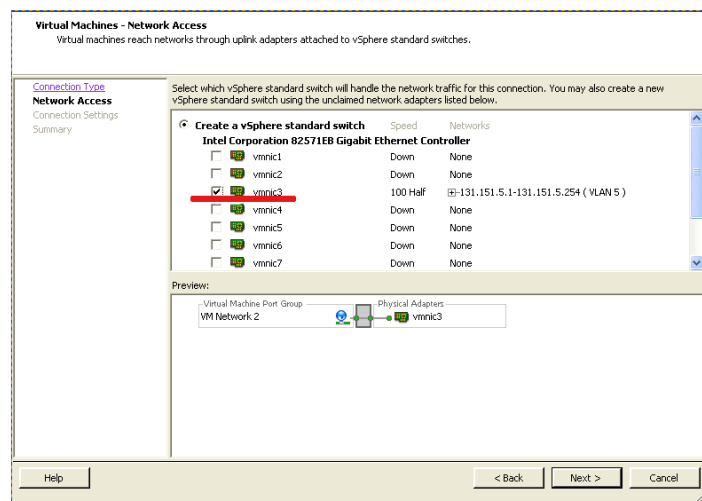 Virtual Machines - Network Access
Virtual machines reach networks through uplink adapters attached to vSphere standard switches.
Connection Type
Network Access
Connection Settings
Summary
Select which vSphere standard switch will handle the network traffic for this connection. You may also create a new
vSphere standard switch using the unclaimed network adapters listed below.
Create a vSphere standard switch Speed Networks
Intel Corporation 82571EB Gigabit Ethernet Controller
vmnic1 Down None
vmnic2 Down None
vmnic3 100 Half 131.151.5.1-131.151.5.254 ( VLAN 5 )
vmnic4 Down None
vmnic5 Down None
vmnic6 Down None
vmnic7 Down None
Preview:
Virtual Machine Port Group Physical Adapters
VM Network 2 vmnic3
Help < Back Next > Cancel